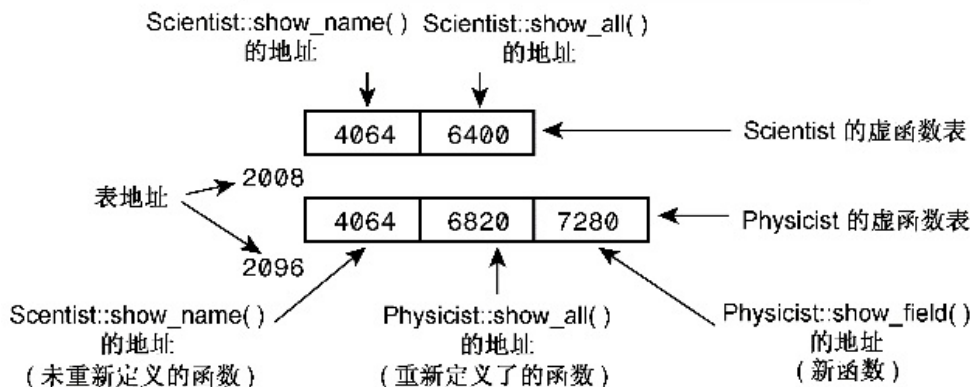 Scientist::show_name( ) Scientist::show_all( )
的地址 的地址
4064 6400 Scientist 的虚函数表
表地址 2008
4064 6820 7280 Physicist 的虚函数表
2096
Scentist::show_name( ) Physicist::show_all( ) Physicist::show_field( )
的地址 的地址 的地址
(未重新定义的函数) (重新定义了的函数) (新函数)